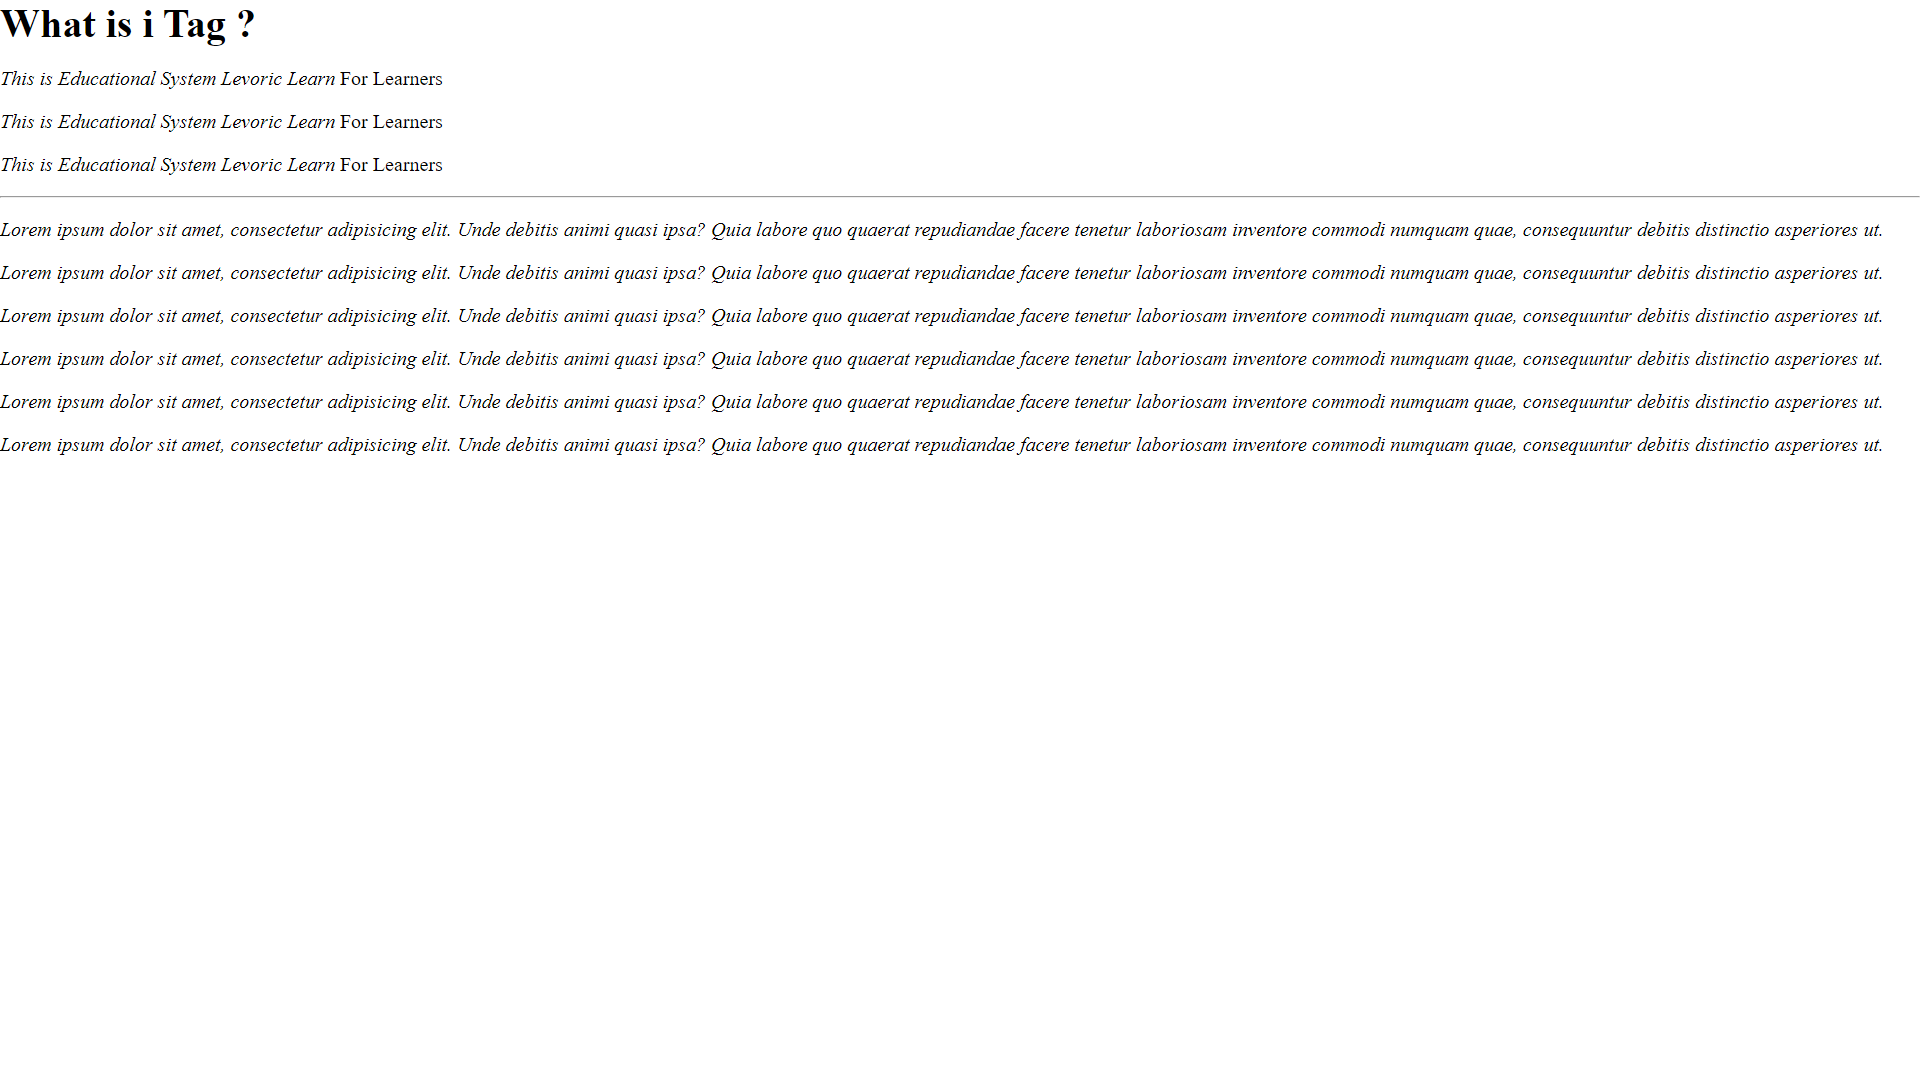 What is i Tag ?
This is Educational System Levoric Learn For Learners
This is Educational System Levoric Learn For Learners
This is Educational System Levoric Learn For Learners
Lorem ipsum dolor sit amet, consectetur adipisicing elit. Unde debitis animi quasi ipsa? Quia labore quo quaerat repudiandae facere tenetur laboriosam inventore commodi numquam quae, consequuntur debitis distinctio asperiores ut.
Lorem ipsum dolor sit amet, consectetur adipisicing elit. Unde debitis animi quasi ipsa? Quia labore quo quaerat repudiandae facere tenetur laboriosam inventore commodi numquam quae, consequuntur debitis distinctio asperiores ut.
Lorem ipsum dolor sit amet, consectetur adipisicing elit. Unde debitis animi quasi ipsa? Quia labore quo quaerat repudiandae facere tenetur laboriosam inventore commodi numquam quae, consequuntur debitis distinctio asperiores ut.
Lorem ipsum dolor sit amet, consectetur adipisicing elit. Unde debitis animi quasi ipsa? Quia labore quo quaerat repudiandae facere tenetur laboriosam inventore commodi numquam quae, consequuntur debitis distinctio asperiores ut.
Lorem ipsum dolor sit amet, consectetur adipisicing elit. Unde debitis animi quasi ipsa? Quia labore quo quaerat repudiandae facere tenetur laboriosam inventore commodi numquam quae, consequuntur debitis distinctio asperiores ut.
Lorem ipsum dolor sit amet, consectetur adipisicing elit. Unde debitis animi quasi ipsa? Quia labore quo quaerat repudiandae facere tenetur laboriosam inventore commodi numquam quae, consequuntur debitis distinctio asperiores ut.